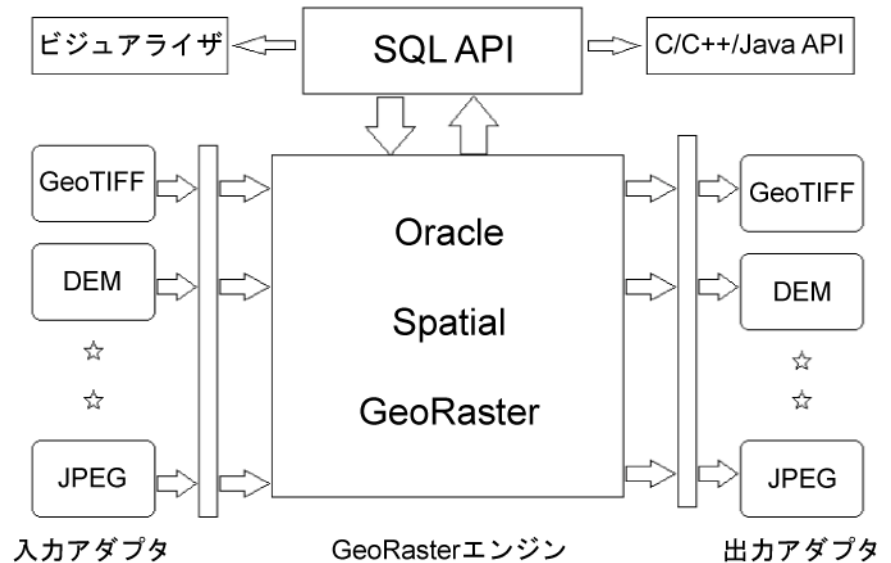 ビジュアライザ
SQL API
C/C++/Java API
GeoTIFF
DEM
☆
☆
JPEG
Oracle
Spatial
GeoRaster
GeoTIFF
DEM
☆
☆
JPEG
入力アダプタ
GeoRasterエンジン
出力アダプタ